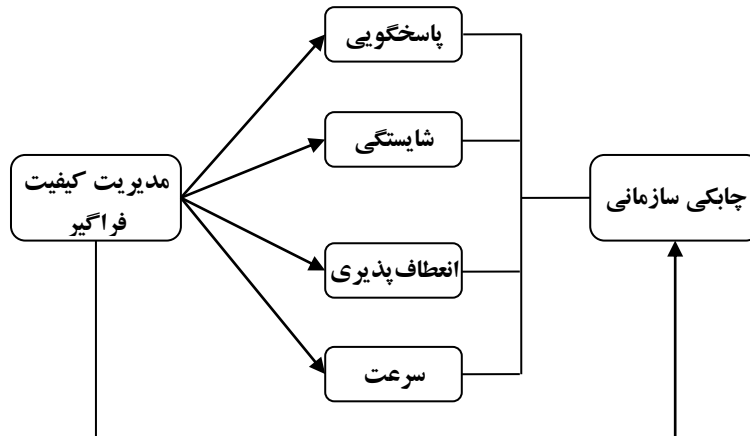 پاسخگویی
شایستگی
چابکی سازمانی
مدیریت کیفیت
فراگیر
انعطاف پذیری
سرعت